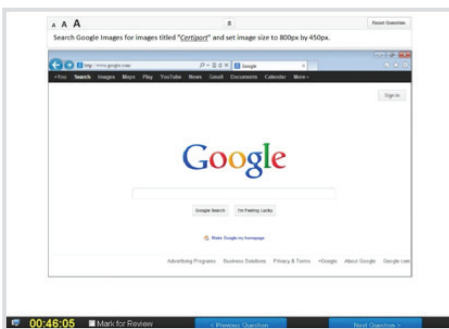 A A A Reset Question
Search Google Images for images titled "Certiport" and set image size to 800px by 450px.
http://www.google.com Google
+You Search Images Maps Play YouTube News Gmail Documents Calendar More
Sign in
Google
Google Search I'm Feeling Lucky
Make Google my homepage
Advertising Programs Business Solutions Privacy & Terms +Google About Google Google.com
00:46:05 Mark for Review < Previous Question Next Question >